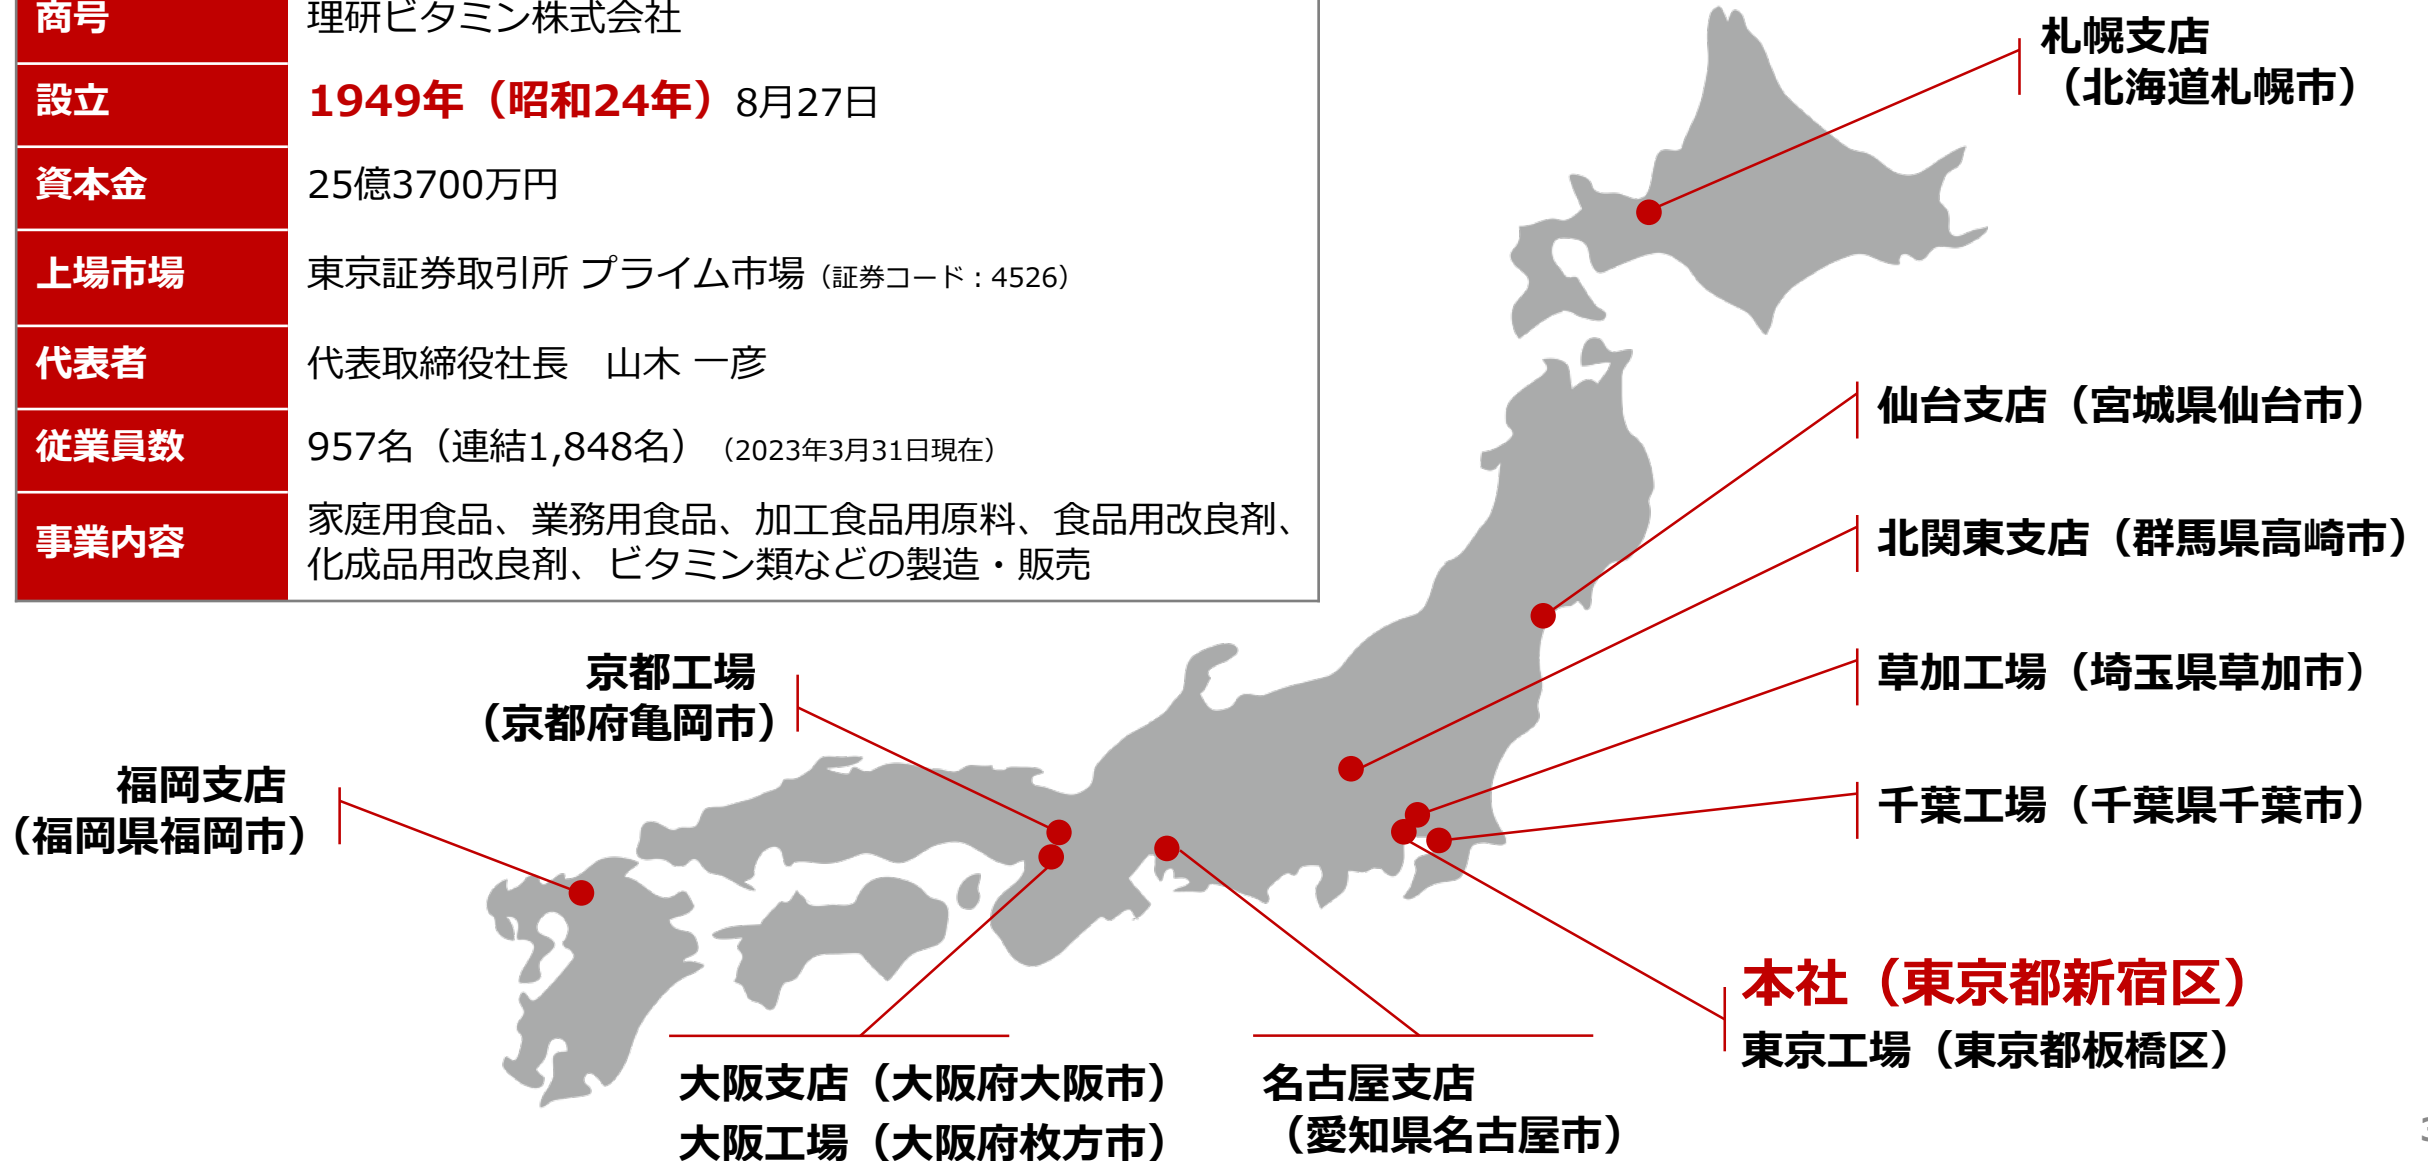 商号 理研ビタミン株式会社
設立 1949年（昭和24年）8月27日
資本金 25億3700万円
上場市場 東京証券取引所 プライム市場（証券コード：4526）
代表者 代表取締役社長　山木 一彦
従業員数 957名（連結1,848名）（2023年3月31日現在）
事業内容 家庭用食品、業務用食品、加工食品用原料、食品用改良剤、
化成品用改良剤、ビタミン類などの製造・販売
札幌支店
（北海道札幌市）
仙台支店（宮城県仙台市）
北関東支店（群馬県高崎市）
草加工場（埼玉県草加市）
千葉工場（千葉県千葉市）
本社（東京都新宿区）
東京工場（東京都板橋区）
名古屋支店
（愛知県名古屋市）
大阪支店（大阪府大阪市）
大阪工場（大阪府枚方市）
京都工場
（京都府亀岡市）
福岡支店
（福岡県福岡市）